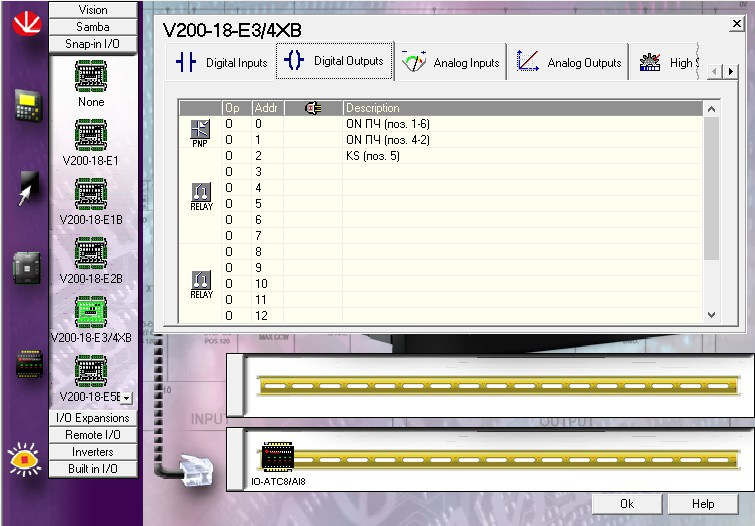 Vision
Samba
Snap-in I/O
None
V200-18-E1
V200-18-E1B
V200-18-E2B
V200-18-E3/4XB
V200-18-E5E
I/O Expansions
Remote I/O
Inverters
Built in I/O
V200-18-E3/4XB
Digital Inputs
Digital Outputs
Analog Inputs
Analog Outputs
High S
Op Addr Description
PNP
O 0 ON ПЧ (поз. 1-6)
O 1 ON ПЧ (поз. 4-2)
O 2 KS (поз. 5)
O 3
RELAY
O 4
O 5
O 6
O 7
RELAY
O 8
O 9
O 10
O 11
O 12
POS 120
MAX CCW
INPUT
OUTPUT
IO-ATC8/AI8
Ok
Help